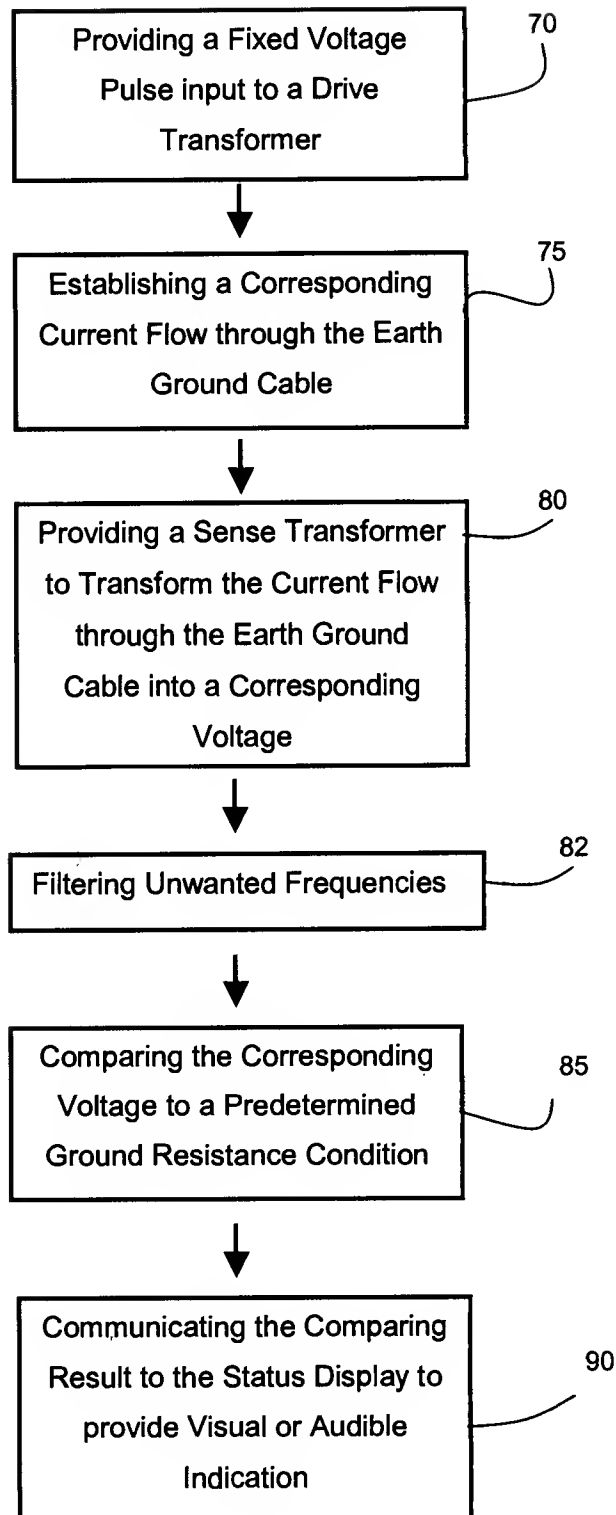 Providing a Fixed Voltage
Pulse input to a Drive
Transformer
70
Establishing a Corresponding
Current Flow through the Earth
Ground Cable
75
Providing a Sense Transformer
to Transform the Current Flow
through the Earth Ground
Cable into a Corresponding
Voltage
80
Filtering Unwanted Frequencies
82
Comparing the Corresponding
Voltage to a Predetermined
Ground Resistance Condition
85
Communicating the Comparing
Result to the Status Display to
provide Visual or Audible
Indication
90